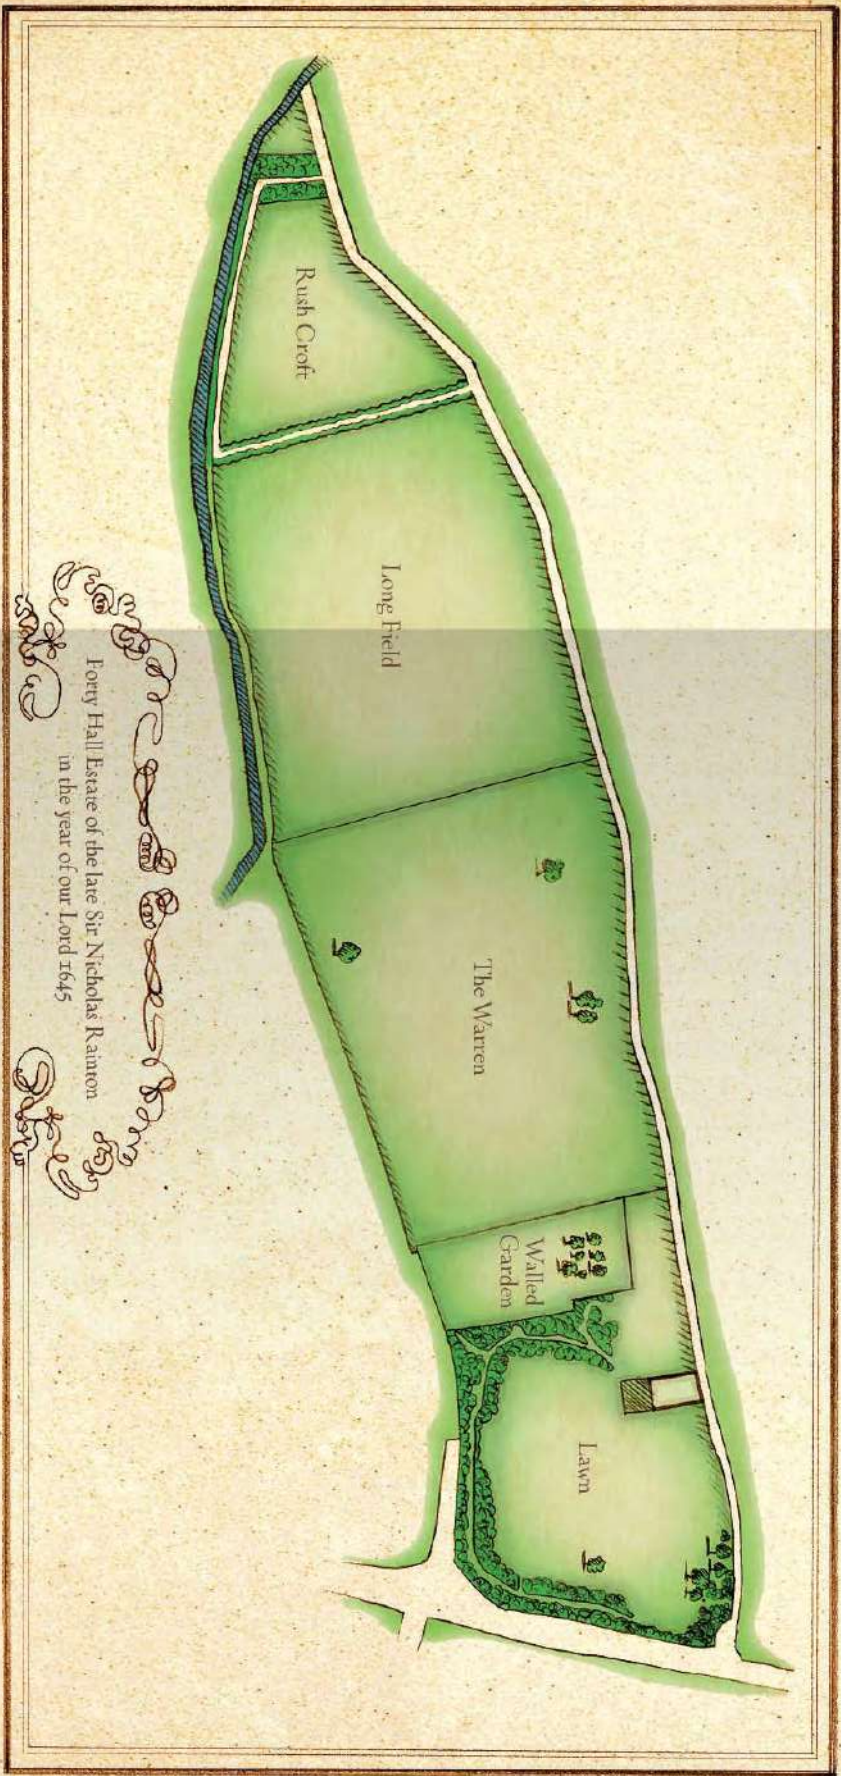 Rush Croft
Long Field
The Warren
Walled
Garden
Lawn
Forty Hall Estate of the late Sir Nicholas Rainton
in the year of our Lord 1645